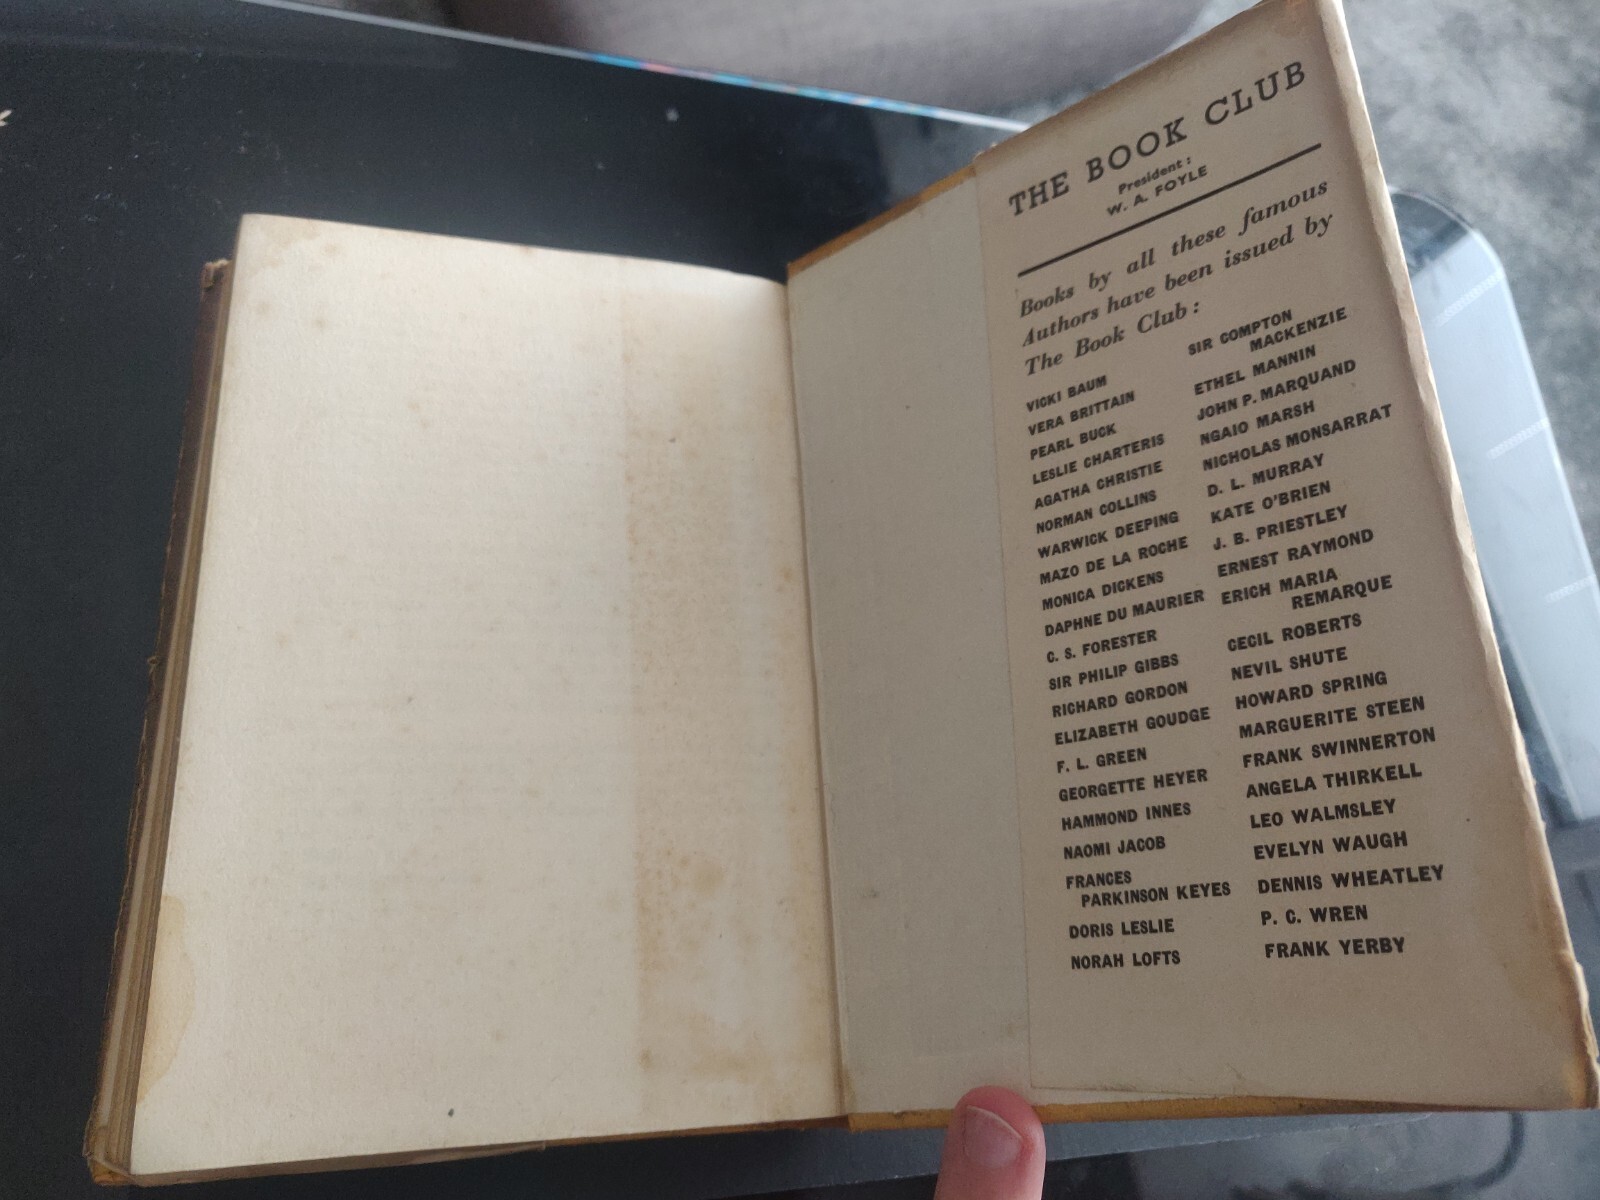 THE BOOK CLUB
President:
W. A. FOYLE
Books by all these famous
Authors have been issued by
The Book Club:
VICKI BAUM
VERA BRITTAIN
PEARL BUCK
LESLIE CHARTERIS
AGATHA CHRISTIE
NORMAN COLLINS
WARWICK DEEPING
MAZO DE LA ROCHE
MONICA DICKENS
DAPHNE DU MAURIER
C. S. FORESTER
SIR PHILIP GIBBS
RICHARD GORDON
ELIZABETH GOUDGE
F. L. GREEN
GEORGETTE HEYER
HAMMOND INNES
NAOMI JACOB
FRANCES
PARKINSON KEYES
DORIS LESLIE
NORAH LOFTS
SIR COMPTON
MACKENZIE
ETHEL MANNIN
JOHN P. MARQUAND
NGAIO MARSH
NICHOLAS MONSARRAT
D. L. MURRAY
KATE O'BRIEN
J. B. PRIESTLEY
ERNEST RAYMOND
ERICH MARIA
REMARQUE
CECIL ROBERTS
NEVIL SHUTE
HOWARD SPRING
MARGUERITE STEEN
FRANK SWINNERTON
ANGELA THIRKELL
LEO WALMSLEY
EVELYN WAUGH
DENNIS WHEATLEY
P. C. WREN
FRANK YERBY